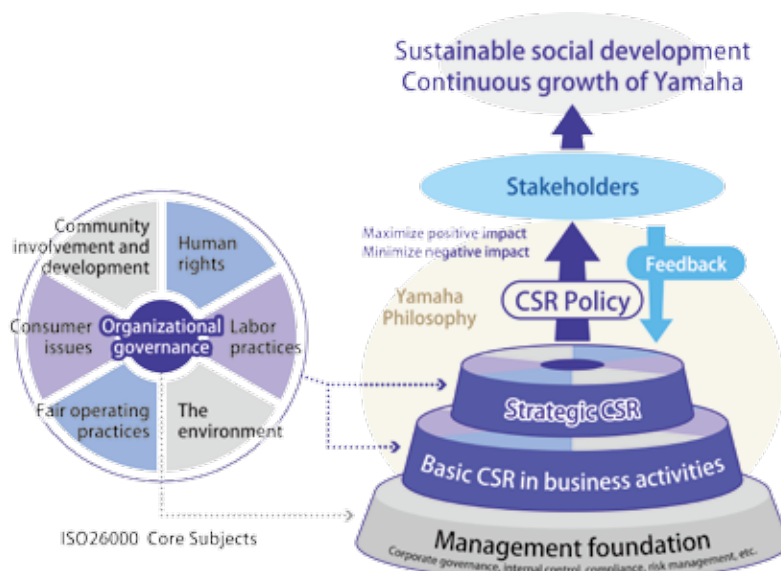 Sustainable social development
Continuous growth of Yamaha
Stakeholders
Maximize positive impact
Minimize negative impact
Feedback
CSR Policy
Yamaha
Philosophy
Strategic CSR
Basic CSR in business activities
Management foundation
Corporate governance, internal control, compliance, risk management, etc.
Community
involvement and
development
Human
rights
Consumer
issues
Organizational
governance
Labor
practices
Fair operating
practices
The
environment
ISO26000 Core Subjects